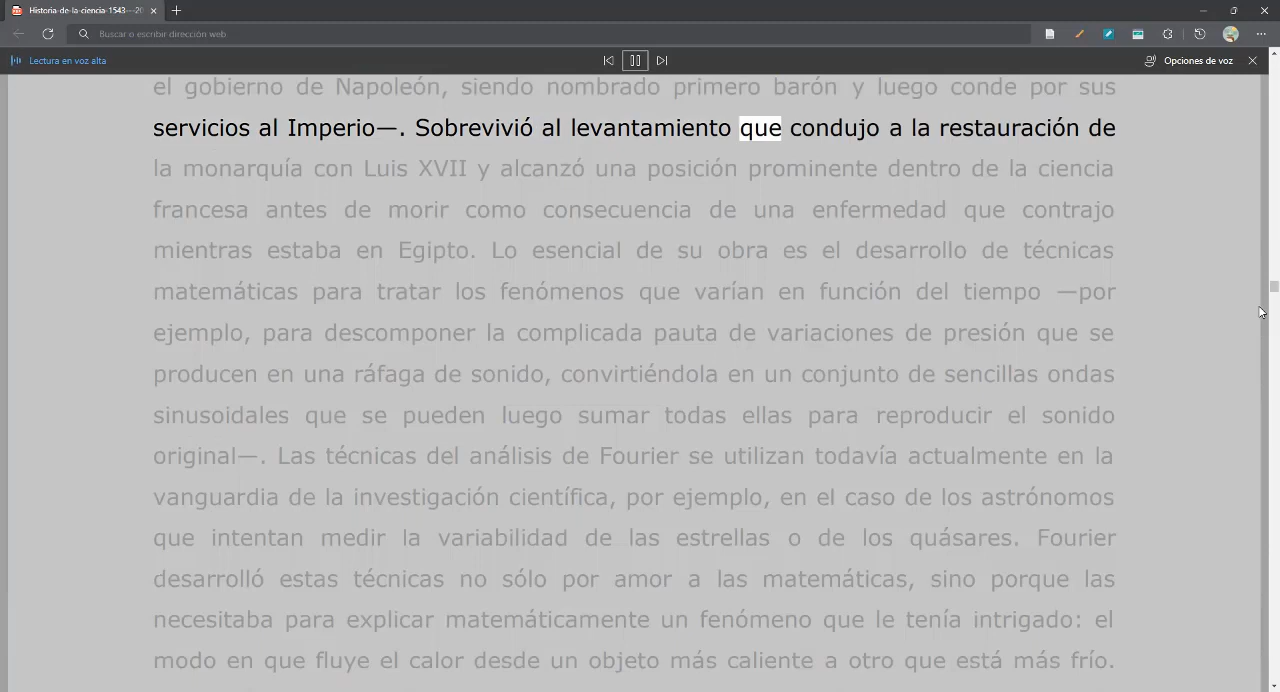 Historia-de-la-ciencia-1543---20
Buscar o escribir dirección web
Lectura en voz alta
Opciones de voz
el gobierno de Napoleón, siendo nombrado primero barón y luego conde por sus
servicios al Imperio—. Sobrevivió al levantamiento que condujo a la restauración de
la monarquía con Luis XVII y alcanzó una posición prominente dentro de la ciencia
francesa antes de morir como consecuencia de una enfermedad que contrajo
mientras estaba en Egipto. Lo esencial de su obra es el desarrollo de técnicas
matemáticas para tratar los fenómenos que varían en función del tiempo —por
ejemplo, para descomponer la complicada pauta de variaciones de presión que se
producen en una ráfaga de sonido, convirtiéndola en un conjunto de sencillas ondas
sinusoidales que se pueden luego sumar todas ellas para reproducir el sonido
original—. Las técnicas del análisis de Fourier se utilizan todavía actualmente en la
vanguardia de la investigación científica, por ejemplo, en el caso de los astrónomos
que intentan medir la variabilidad de las estrellas o de los quásares. Fourier
desarrolló estas técnicas no sólo por amor a las matemáticas, sino porque las
necesitaba para explicar matemáticamente un fenómeno que le tenía intrigado: el
modo en que fluye el calor desde un objeto más caliente a otro que está más frío.